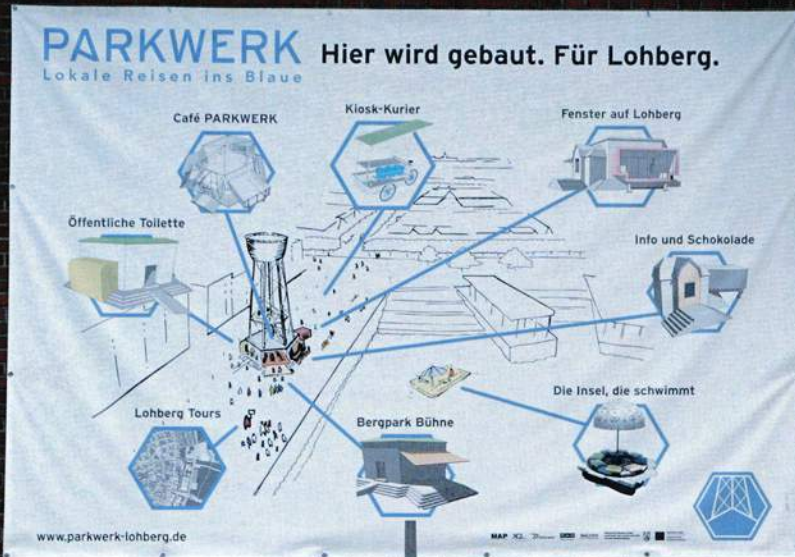 PARKWERK
Lokale Reisen ins Blaue
Hier wird gebaut. Für Lohberg.
Café PARKWERK
Kiosk-Kurier
Fenster auf Lohberg
Öffentliche Toilette
Info und Schokolade
Lohberg Tours
Bergpark Bühne
Die Insel, die schwimmt
www.parkwerk-lohberg.de
MAP